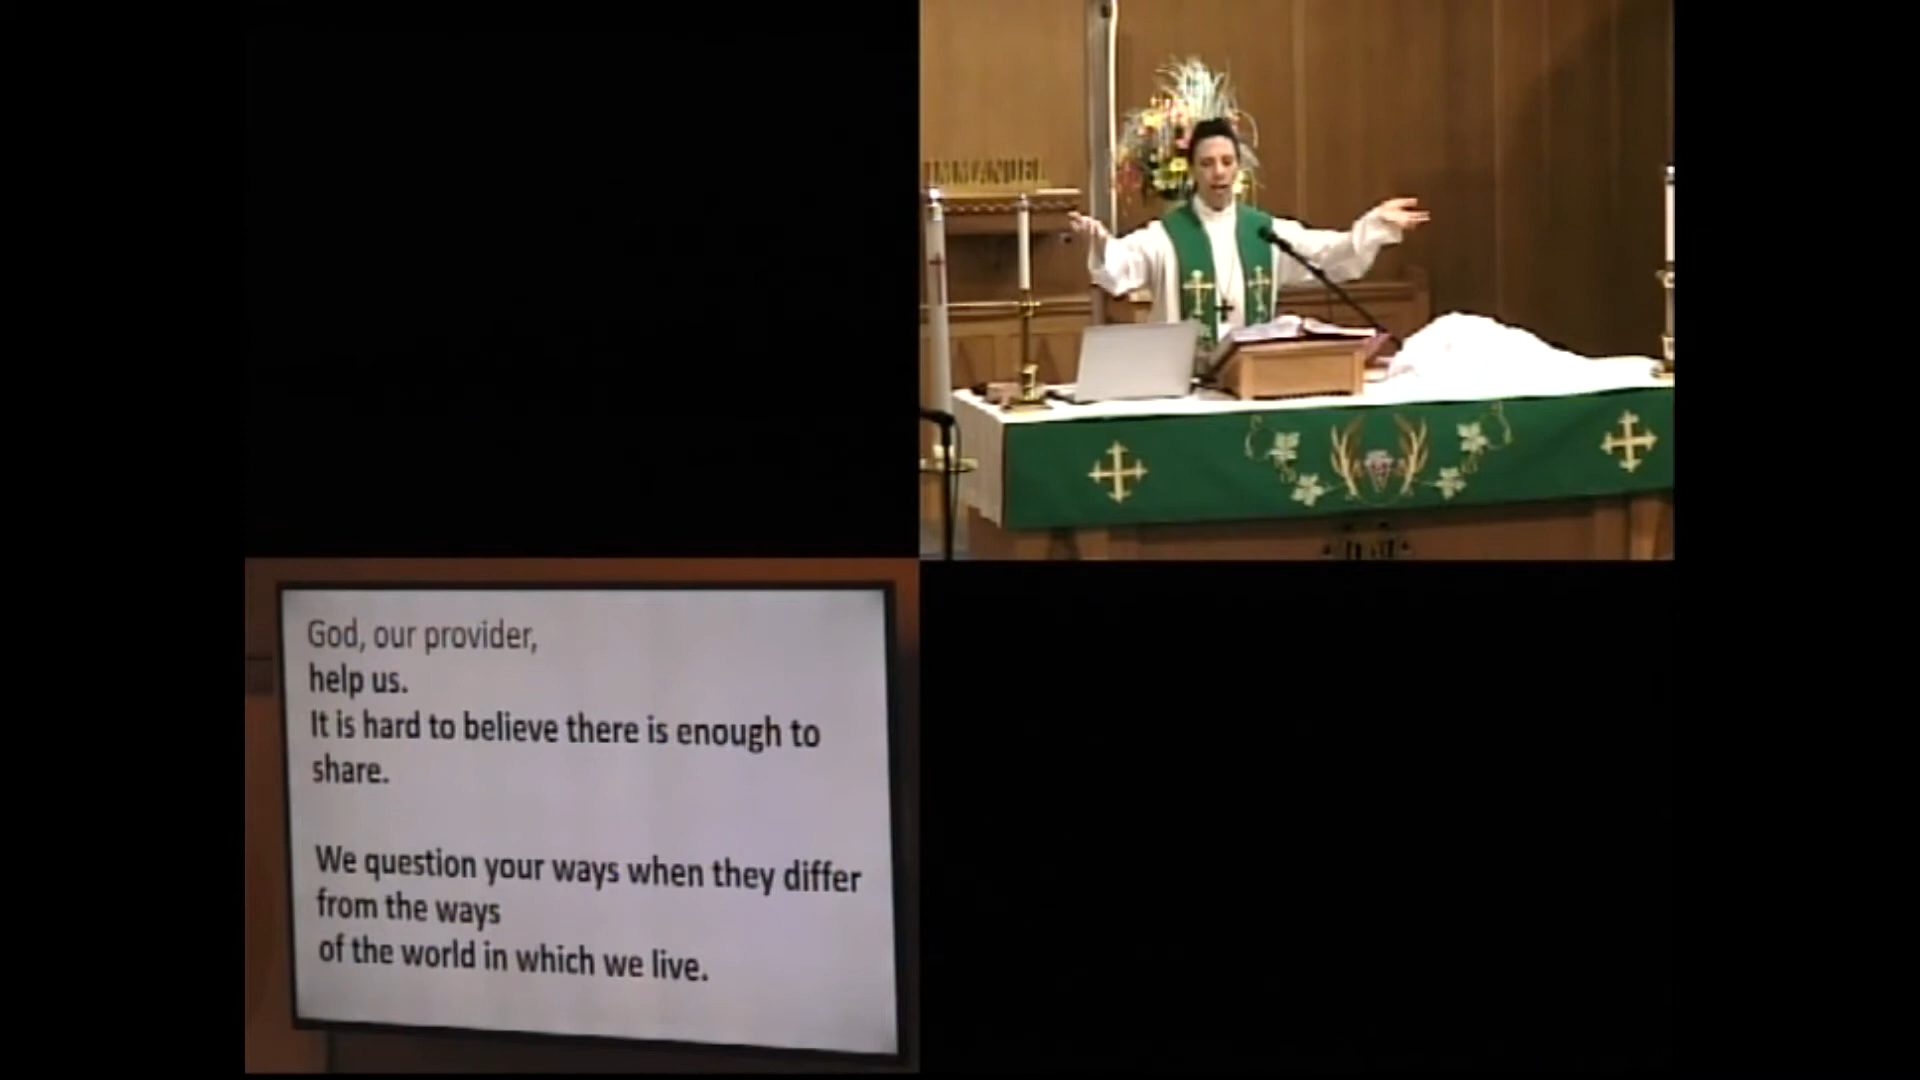 God, our provider,
help us.
It is hard to believe there is enough to
share.
We question your ways when they differ
from the ways
of the world in which we live.